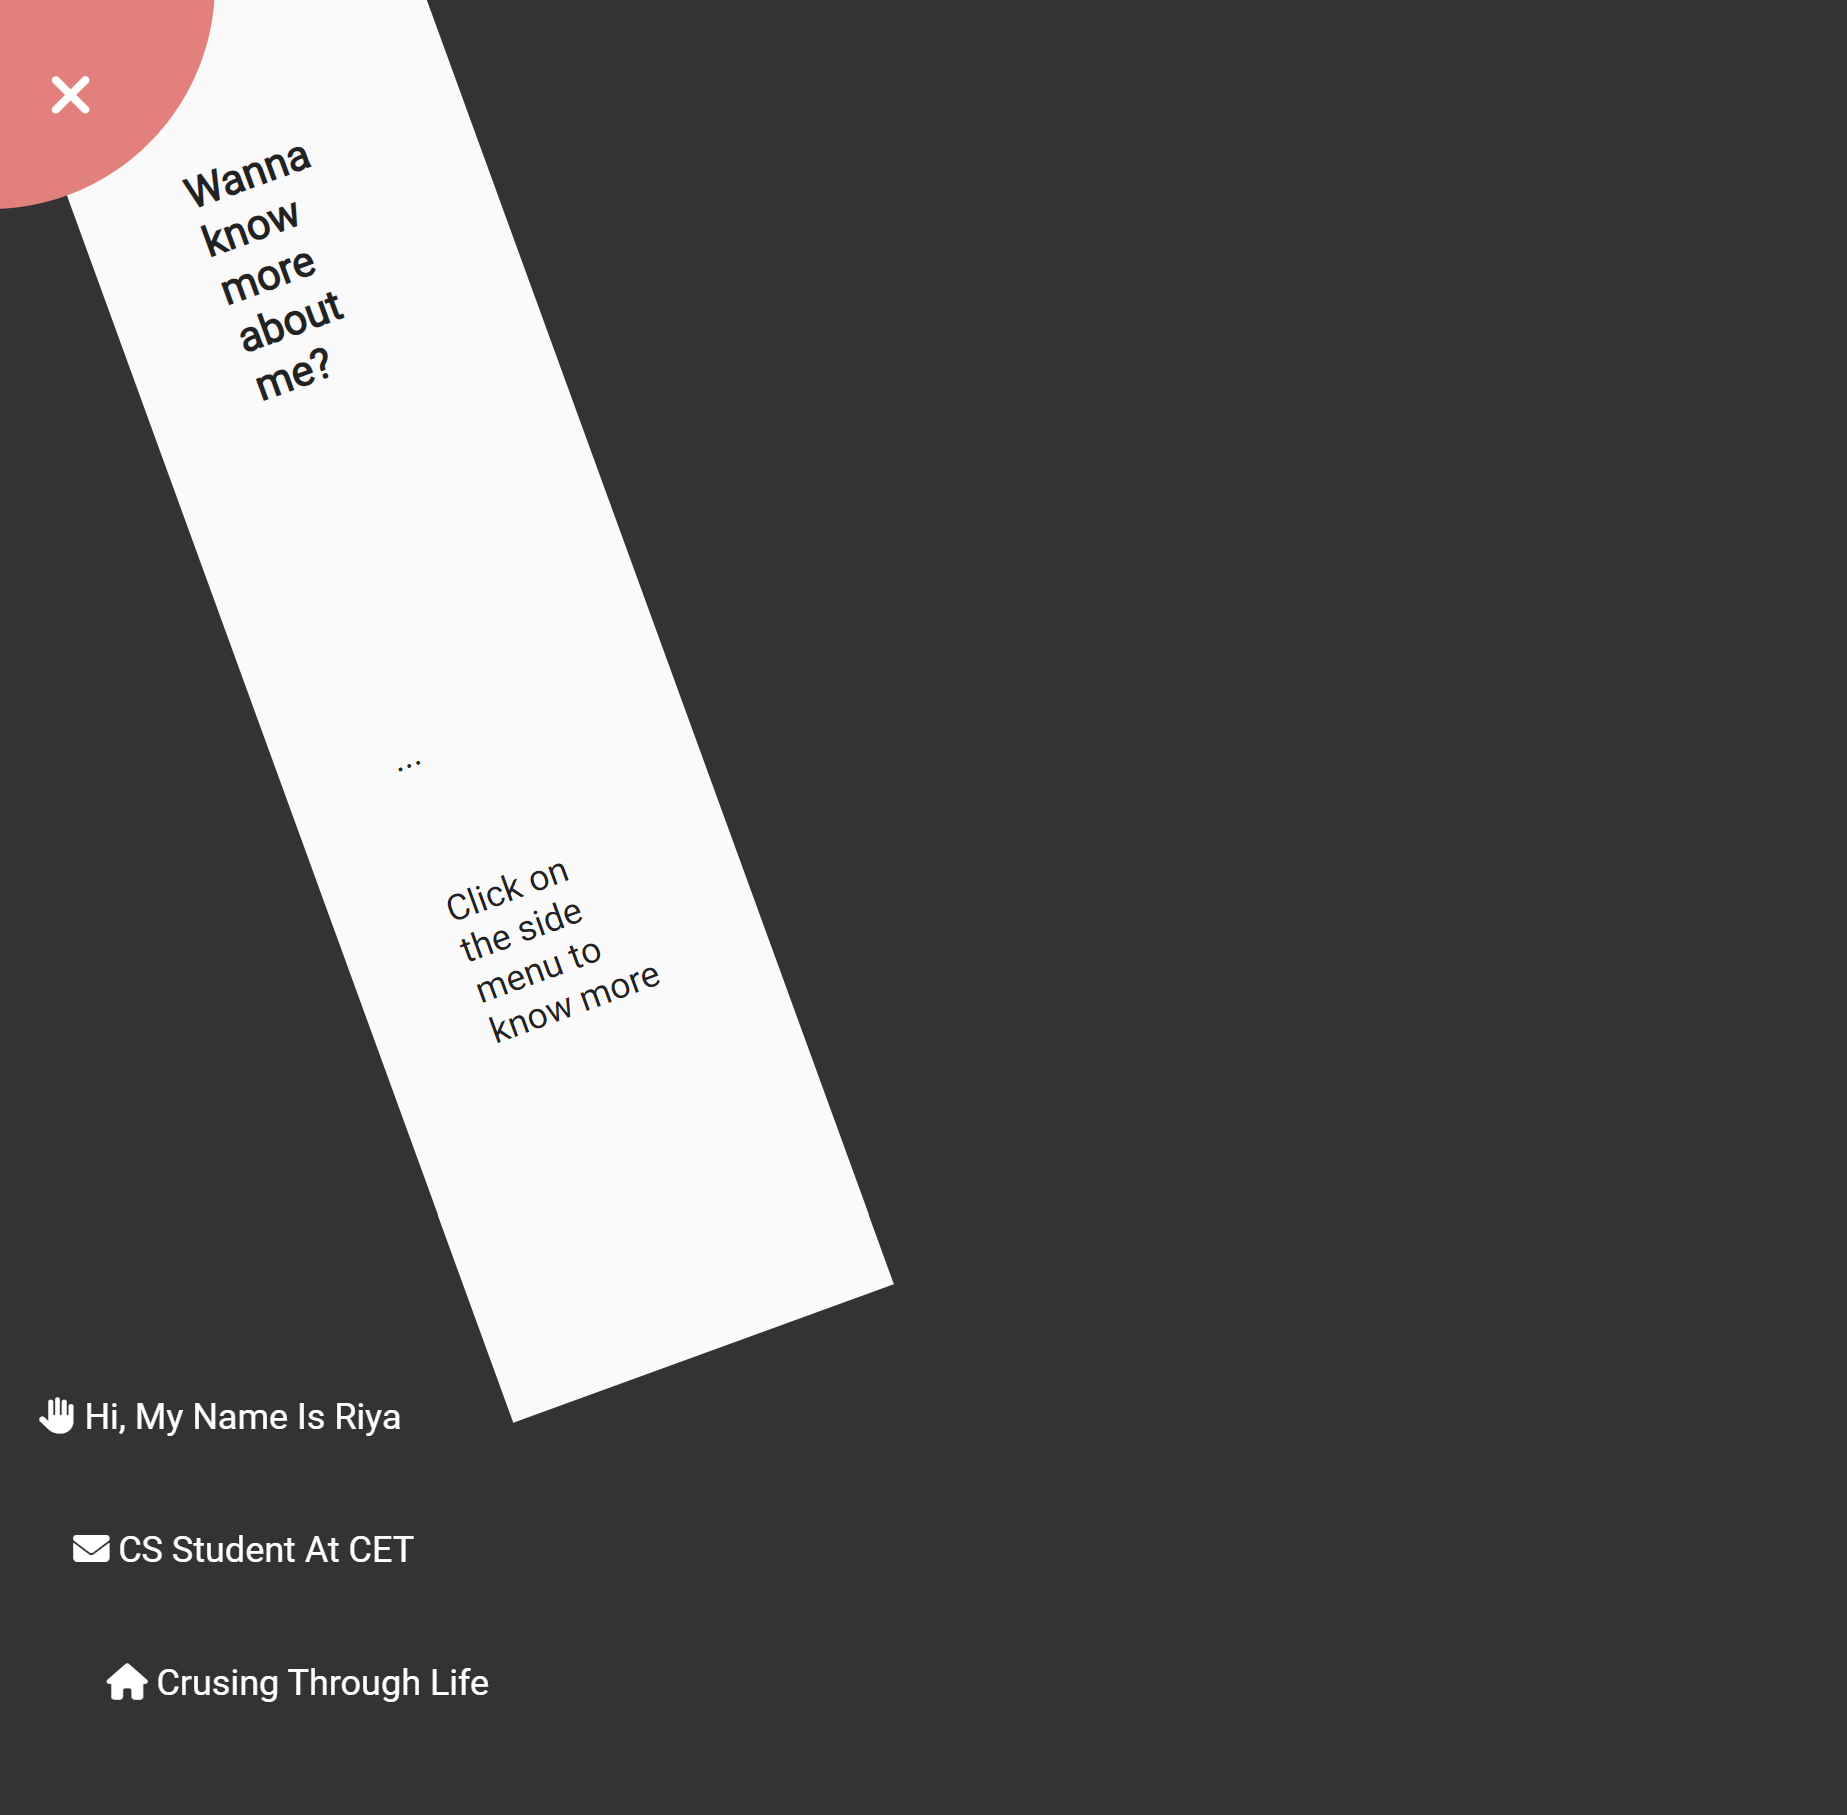 Wanna
know
more
about
me?
...
Click on
the side
menu to
know more
Hi, My Name Is Riya
CS Student At CET
Crusing Through Life